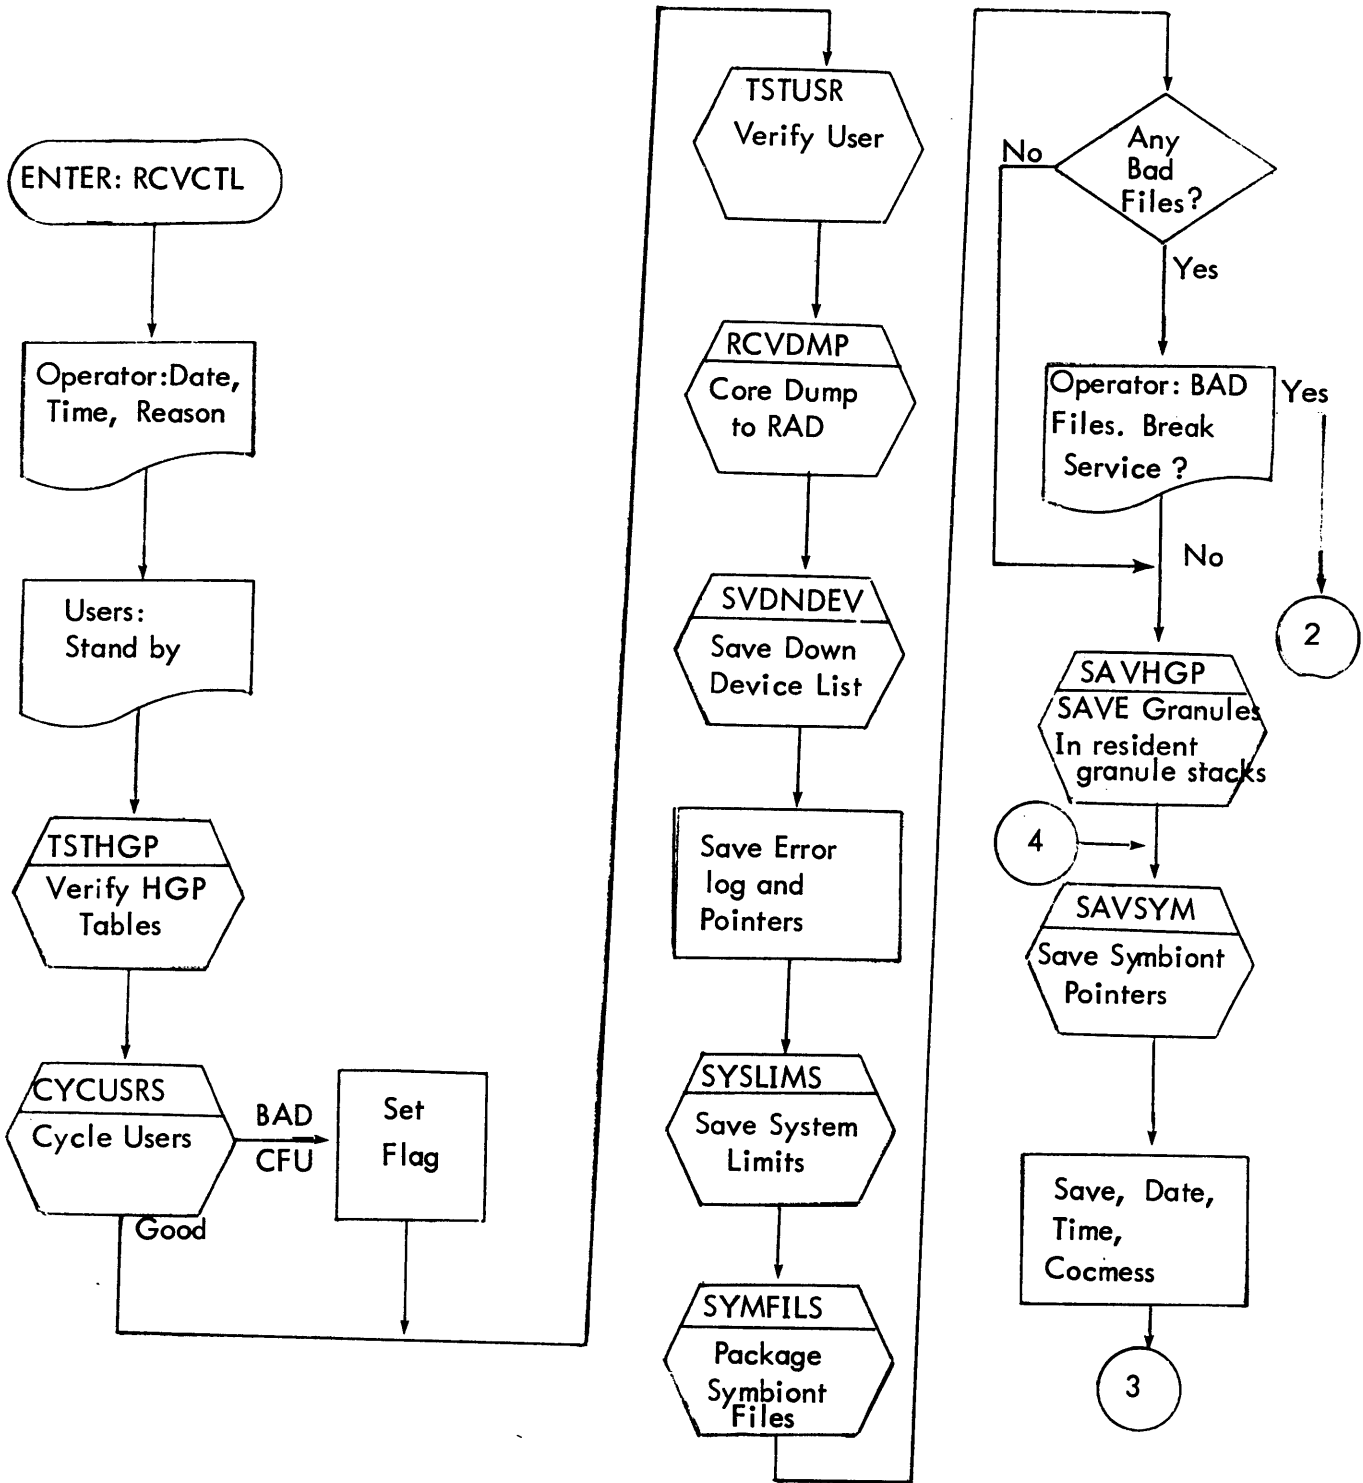 ENTER: RCVCTL
Operator:Date,
Time, Reason
Users:
Stand by
TSTHGP
Verify HGP
Tables
CYCUSRS
Cycle Users
BAD
CFU
Good
Set
Flag
TSTUSR
Verify User
RCVDMP
Core Dump
to RAD
SVDNDEV
Save Down
Device List
Save Error
log and
Pointers
SYSLIMS
Save System
Limits
SYMFILS
Package
Symbiont
Files
Any
Bad
Files?
No
Yes
Operator: BAD
Files. Break
Service ?
Yes
No
2
SAVHGP
SAVE Granules
In resident
granule stacks
4
SAVSYM
Save Symbiont
Pointers
Save, Date,
Time,
Cocmess
3